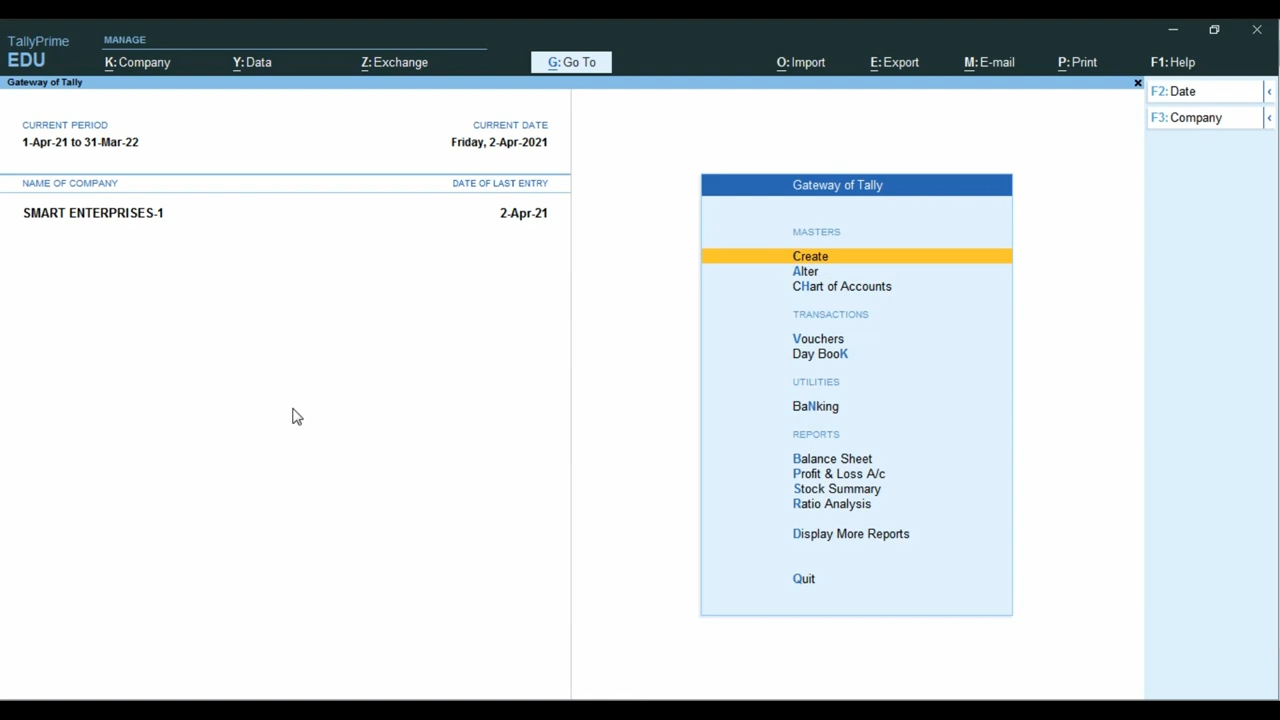 TallyPrime
EDU
MANAGE
K: Company
Y: Data
Z: Exchange
G: Go To
O: Import
E: Export
M: E-mail
P: Print
F1: Help
Gateway of Tally
CURRENT PERIOD
1-Apr-21 to 31-Mar-22
CURRENT DATE
Friday, 2-Apr-2021
NAME OF COMPANY
DATE OF LAST ENTRY
SMART ENTERPRISES-1
2-Apr-21
Gateway of Tally
MASTERS
Create
Alter
CHart of Accounts
TRANSACTIONS
Vouchers
Day BooK
UTILITIES
BaNking
REPORTS
Balance Sheet
Profit & Loss A/c
Stock Summary
Ratio Analysis
Display More Reports
Quit
F2: Date
F3: Company